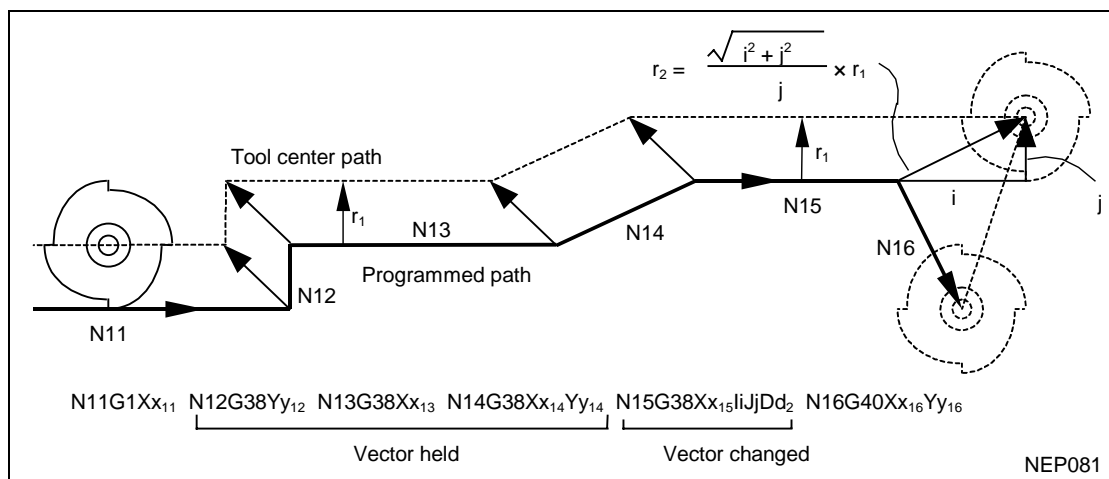 r₂ = √i² + j² / j × r₁
Tool center path
r₁
r₁
N13
N15
i
j
N14
N16
Programmed path
N12
N11
N11G1Xx₁₁ N12G38Yy₁₂ N13G38Xx₁₃ N14G38Xx₁₄Yy₁₄ N15G38Xx₁₅IiJjDd₂ N16G40Xx₁₆Yy₁₆
Vector held
Vector changed
NEP081